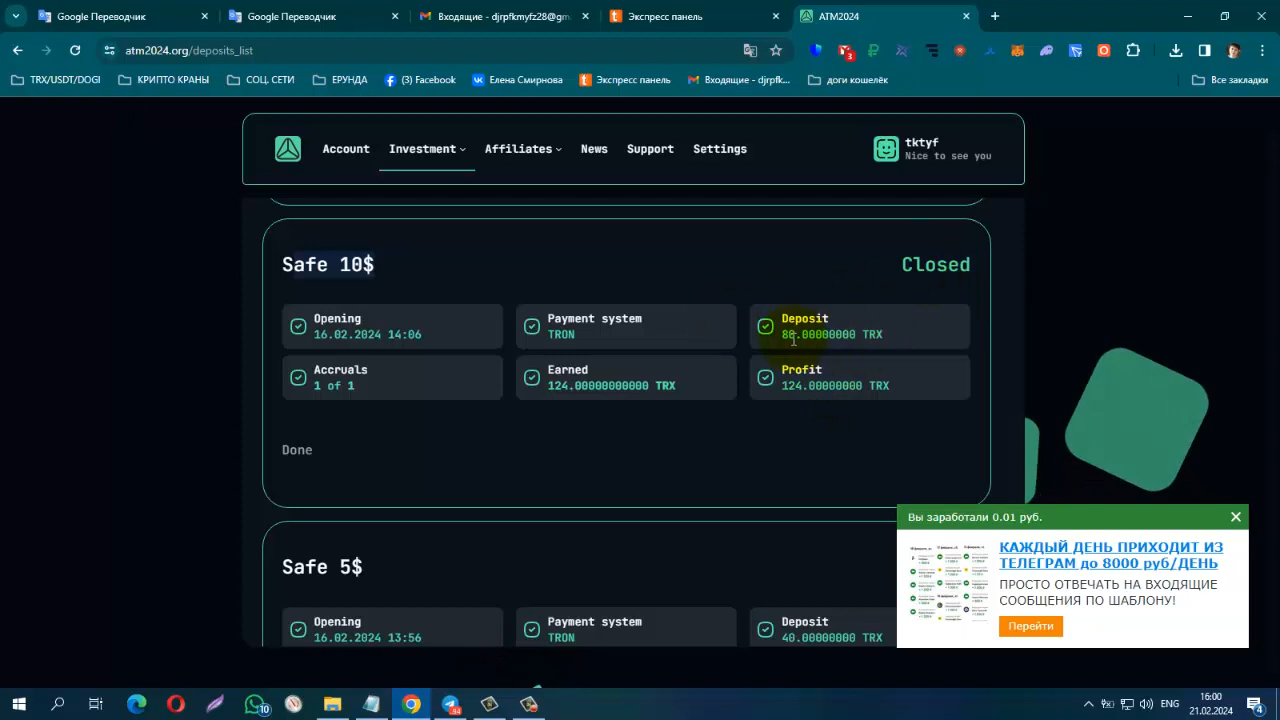 Google Переводчик
Google Переводчик
Входящие - djrpfkmyfz28@gm
Экспресс панель
ATM2024
atm2024.org/deposits_list
3
TRX/USDT/DOGI
КРИПТО КРАНЫ
СОЦ. СЕТИ
ЕРУНДА
(3) Facebook
Елена Смирнова
Экспресс панель
Входящие - djrpfk...
доги кошелёк
Все закладки
Account
Investment
Affiliates
News
Support
Settings
tktyf
Nice to see you
Safe 10$
Closed
Opening
16.02.2024 14:06
Payment system
TRON
Deposit
80.00000000 TRX
Accruals
1 of 1
Earned
124.00000000000 TRX
Profit
124.00000000 TRX
Done
Safe 5$
Opening
16.02.2024 13:56
Payment system
TRON
Deposit
40.00000000 TRX
Вы заработали 0.01 руб.
КАЖДЫЙ ДЕНЬ ПРИХОДИТ ИЗ
ТЕЛЕГРАМ до 8000 руб/ДЕНЬ
ПРОСТО ОТВЕЧАТЬ НА ВХОДЯЩИЕ
СООБЩЕНИЯ ПО ШАБЛОНУ!
Перейти
10
94
ENG
16:00
21.02.2024
4